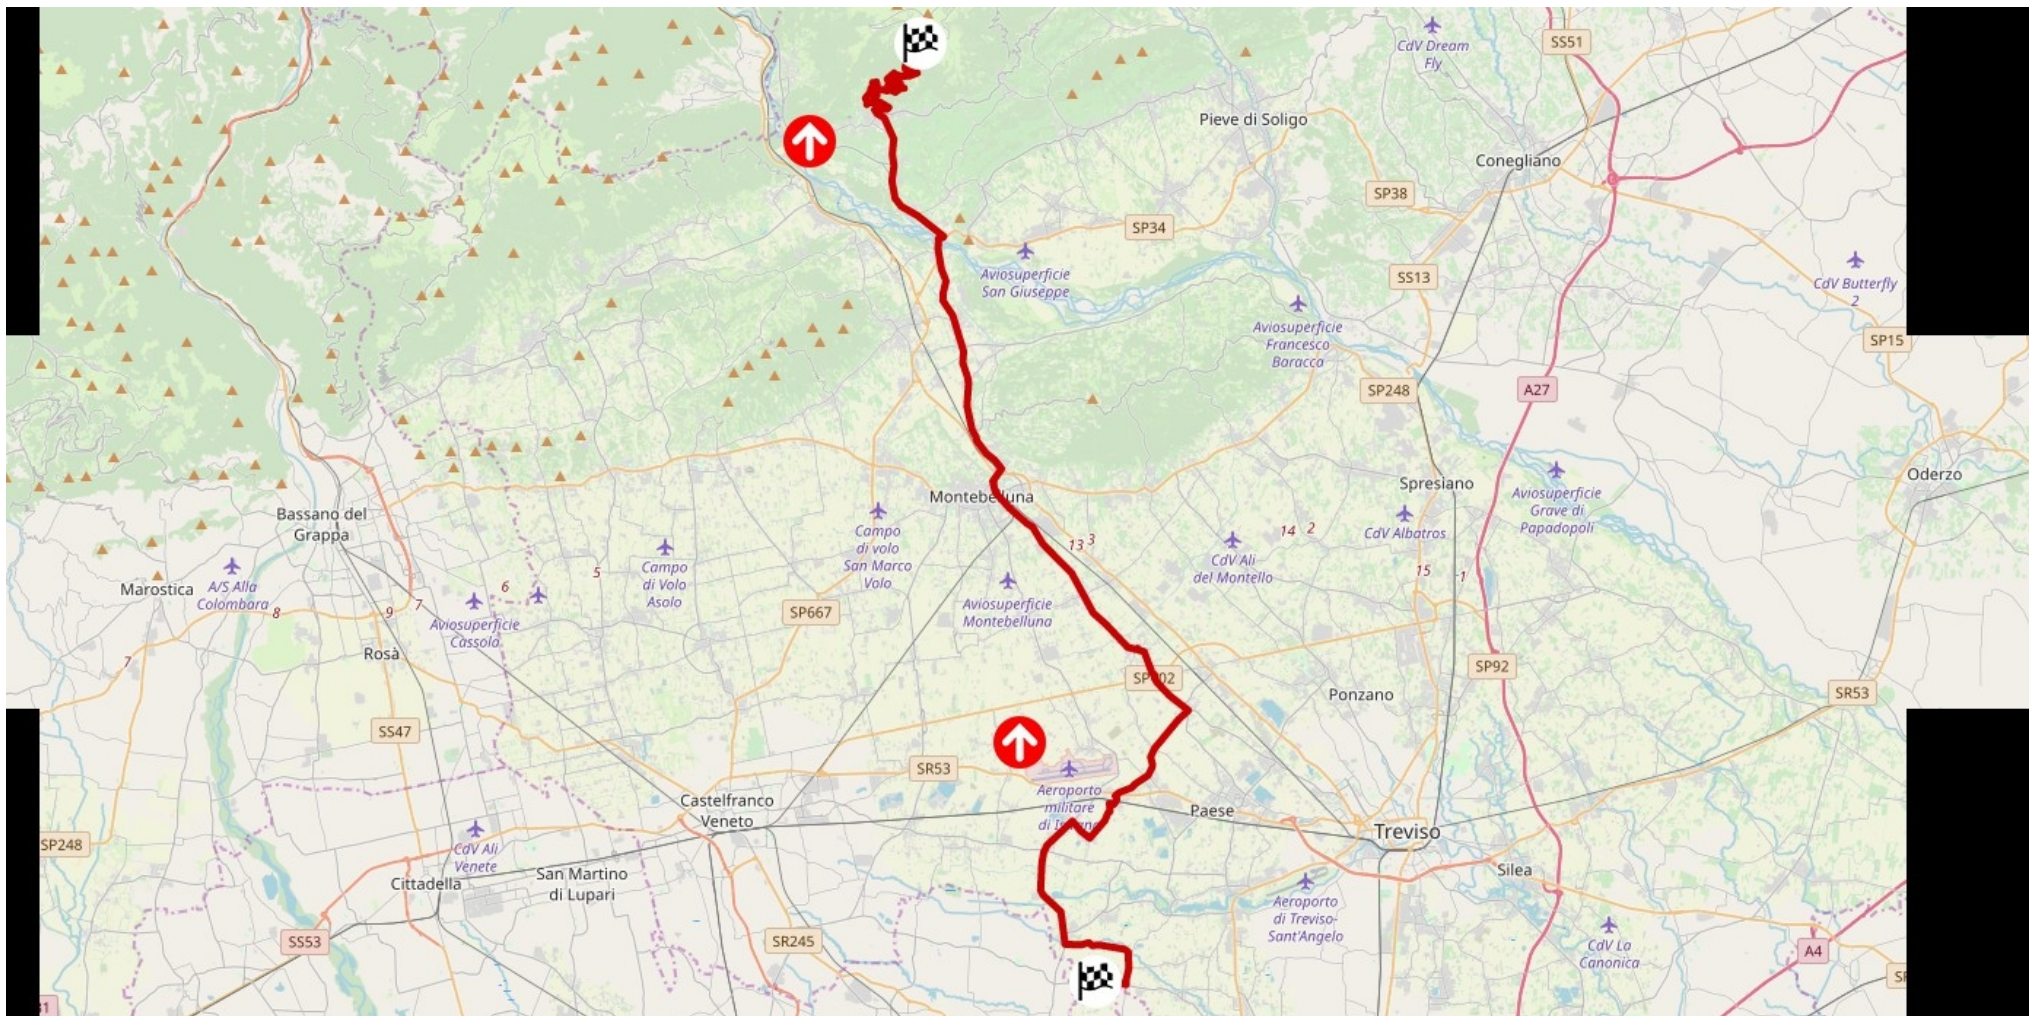 CdV Dream
Fly
SS51
Pieve di Soligo
Conegliano
SP38
SP34
Aviosuperficie
San Giuseppe
SS13
CdV Butterfly
2
Aviosuperficie
Francesco
Baracca
SP15
SP248
A27
Oderzo
Spresiano
Montebelluna
Aviosuperficie
Grave di
Papadopoli
Bassano del
Grappa
Campo
di volo
San Marco
Volo
CdV Albatros
14 2
13 3
CdV Ali
del Montello
Campo
di Volo
Asolo
15
-1
5
6
Marostica
A/S Alla
Colombara
8
9
7
Aviosuperficie
Cassola
SP667
Aviosuperficie
Montebelluna
7
Rosà
SP92
SR53
Ponzano
SS47
SR53
Aeroporto
militare
Castelfranco
Veneto
Paese
Treviso
SP248
CdV Ali
Venete
Cittadella
San Martino
di Lupari
Silea
Aeroporto
di Treviso-
Sant'Angelo
SS53
SR245
CdV La
Canonica
A4